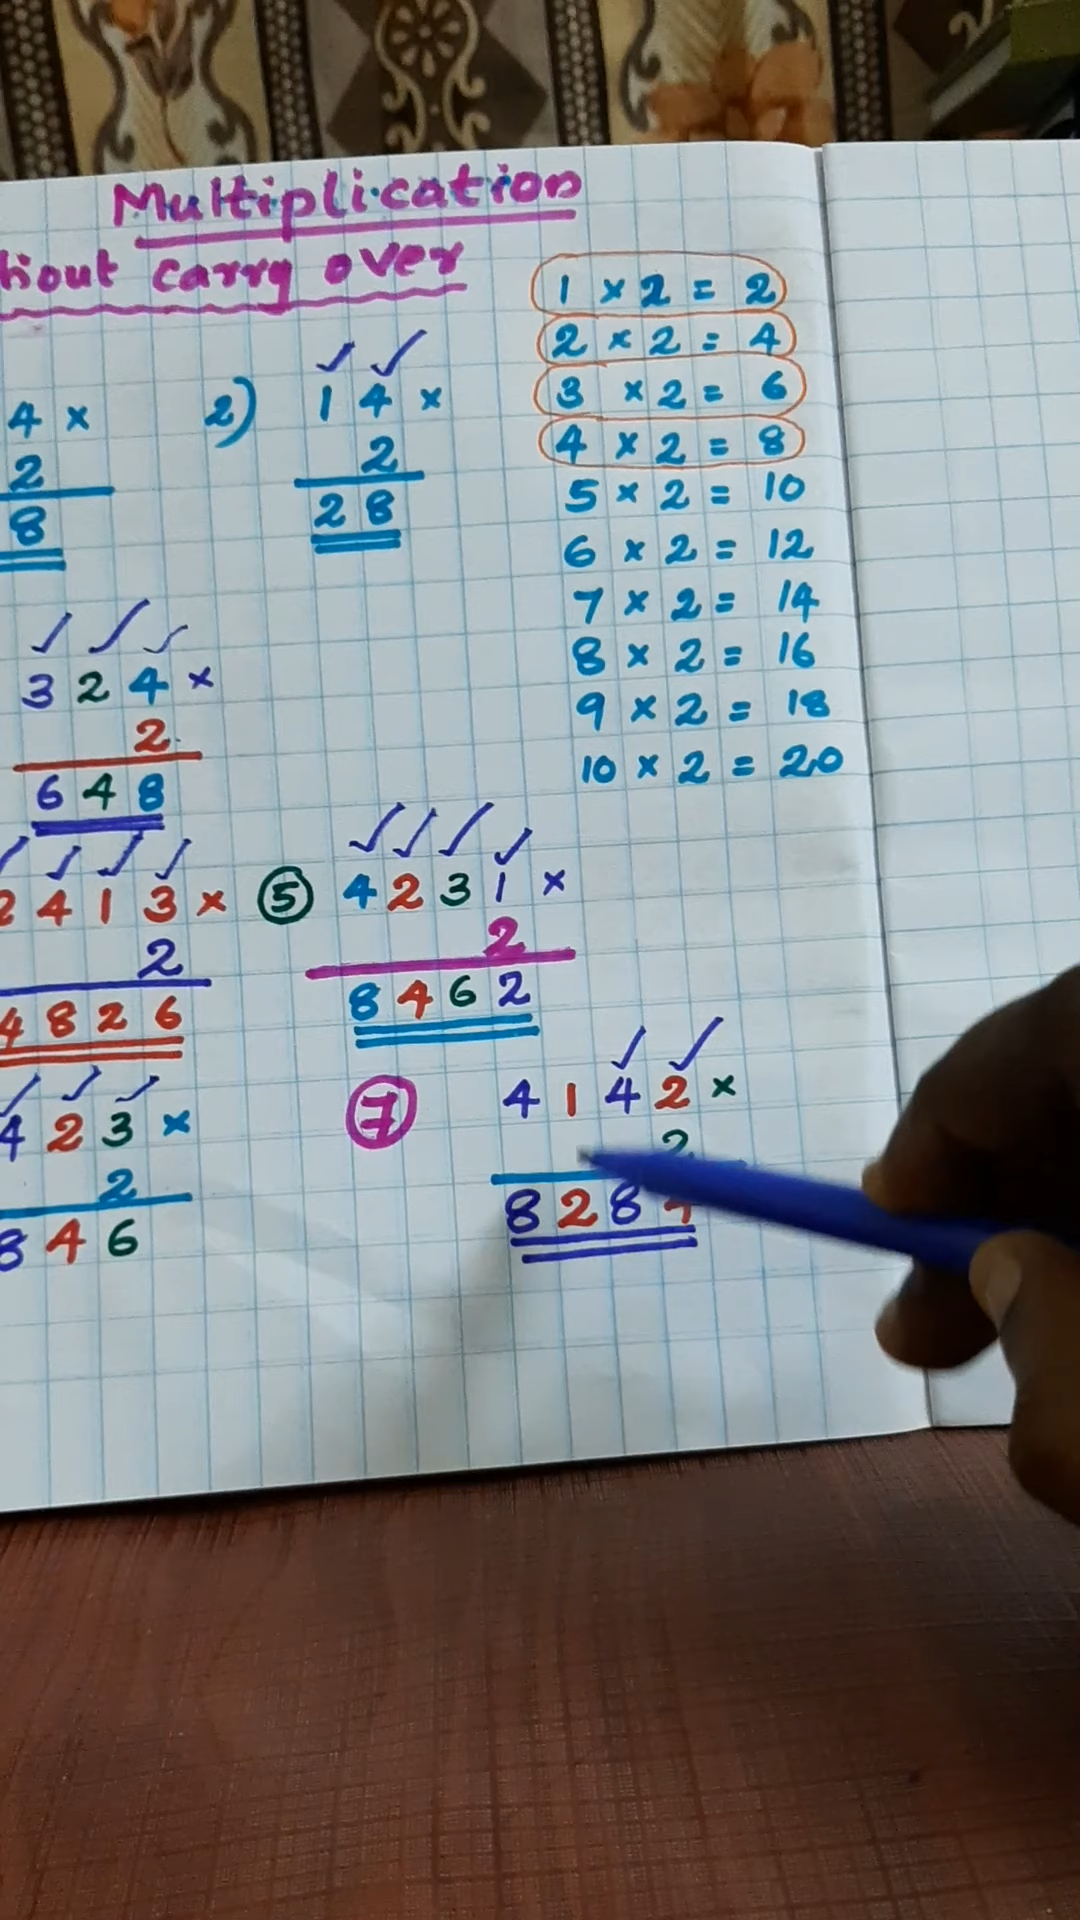 Multiplication
carry over
1 × 2 = 2
2 × 2 = 4
3 × 2 = 6
4 × 2 = 8
5 × 2 = 10
6 × 2 = 12
7 × 2 = 14
8 × 2 = 16
9 × 2 = 18
10 × 2 = 20
4 ×
2
8
2) 14 ×
2
28
324 ×
2
648
2413 ×
2
4826
5 4231 ×
2
8462
423 ×
2
846
7 4142 ×
2
8284